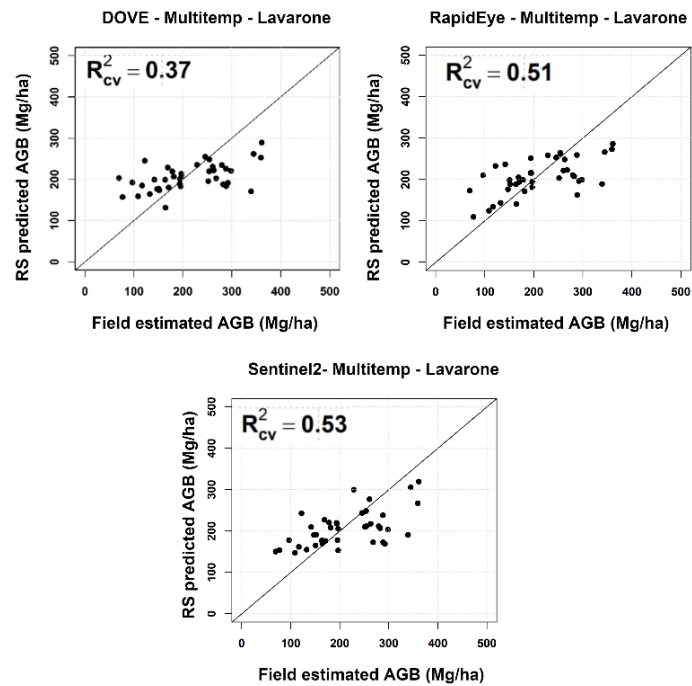 DOVE - Multitemp - Lavarone
R²cv = 0.37
RS predicted AGB (Mg/ha)
500
400
300
200
100
0
0 100 200 300 400 500
Field estimated AGB (Mg/ha)
RapidEye - Multitemp - Lavarone
R²cv = 0.51
RS predicted AGB (Mg/ha)
500
400
300
200
100
0
0 100 200 300 400 500
Field estimated AGB (Mg/ha)
Sentinel2- Multitemp - Lavarone
R²cv = 0.53
RS predicted AGB (Mg/ha)
500
400
300
200
100
0
0 100 200 300 400 500
Field estimated AGB (Mg/ha)